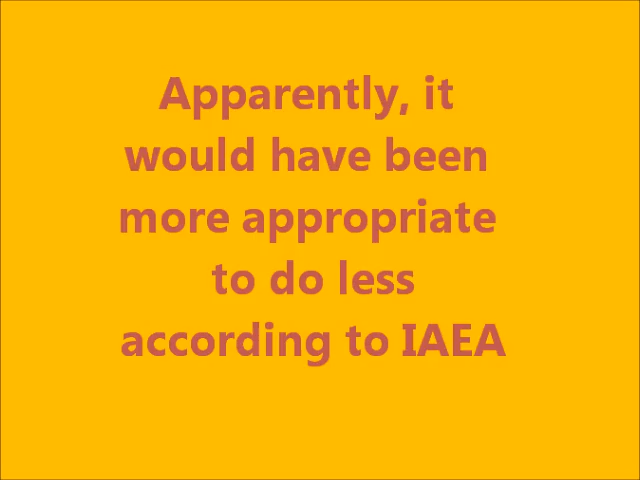 Apparently, it
would have been
more appropriate
to do less
according to IAEA